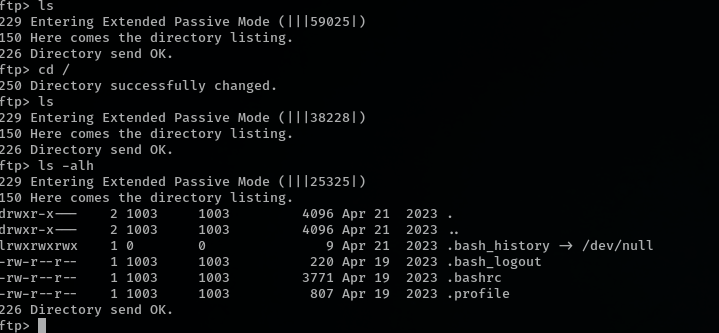 ftp> ls
229 Entering Extended Passive Mode (|||59025|)
150 Here comes the directory listing.
226 Directory send OK.
ftp> cd /
250 Directory successfully changed.
ftp> ls
229 Entering Extended Passive Mode (|||38228|)
150 Here comes the directory listing.
226 Directory send OK.
ftp> ls -alh
229 Entering Extended Passive Mode (|||25325|)
150 Here comes the directory listing.
drwxr-x---    2 1003     1003         4096 Apr 21  2023 .
drwxr-x---    2 1003     1003         4096 Apr 21  2023 ..
lrwxrwxrwx    1 0        0               9 Apr 21  2023 .bash_history -> /dev/null
-rw-r--r--    1 1003     1003          220 Apr 19  2023 .bash_logout
-rw-r--r--    1 1003     1003         3771 Apr 19  2023 .bashrc
-rw-r--r--    1 1003     1003          807 Apr 19  2023 .profile
226 Directory send OK.
ftp>